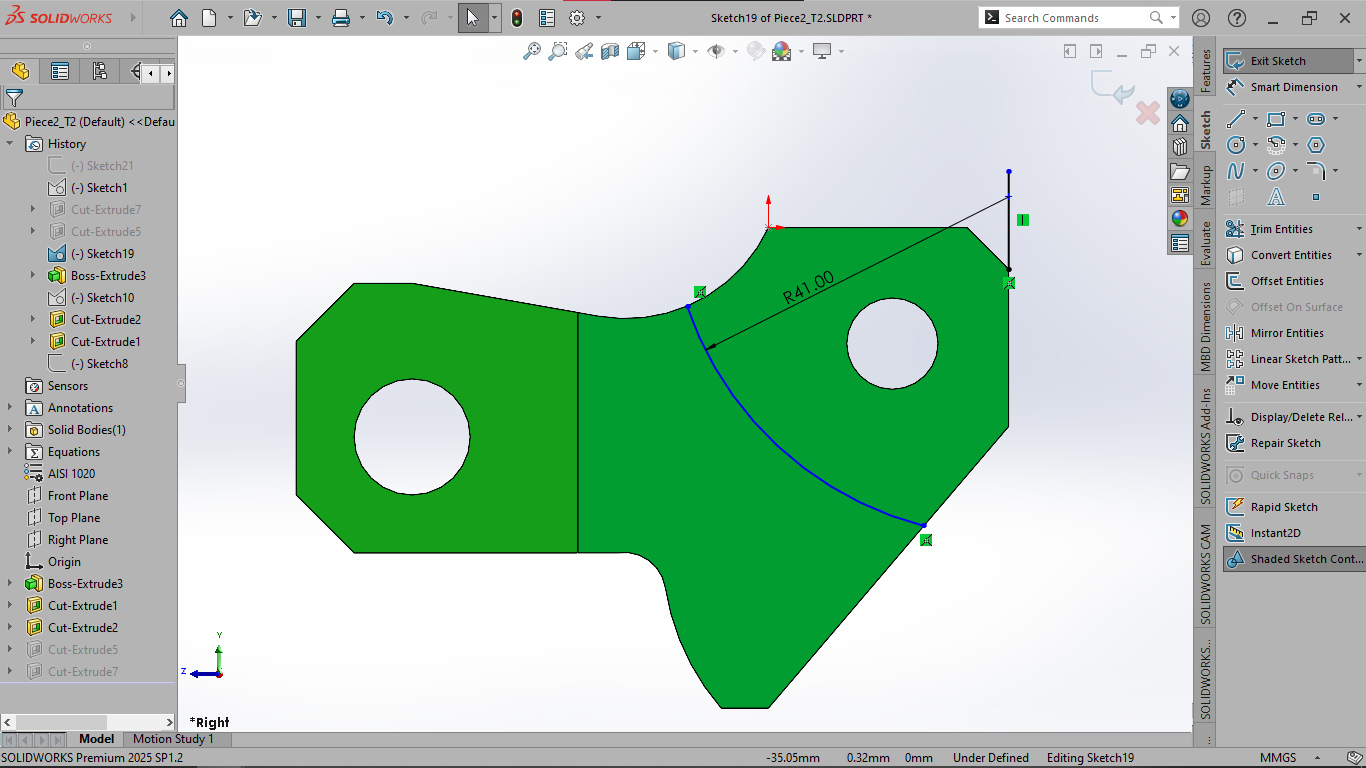 SOLIDWORKS
Sketch19 of Piece2_T2.SLDPRT *
Search Commands
Piece2_T2 (Default) <<Defau
History
(-) Sketch21
(-) Sketch1
Cut-Extrude7
Cut-Extrude5
(-) Sketch19
Boss-Extrude3
(-) Sketch10
Cut-Extrude2
Cut-Extrude1
(-) Sketch8
Sensors
Annotations
Solid Bodies(1)
Equations
AISI 1020
Front Plane
Top Plane
Right Plane
Origin
Boss-Extrude3
Cut-Extrude1
Cut-Extrude2
Cut-Extrude5
Cut-Extrude7
R41.00
Y
Z
*Right
Features
Sketch
Markup
Evaluate
MBD Dimensions
SOLIDWORKS Add-Ins
SOLIDWORKS CAM
SOLIDWORKS...
Exit Sketch
Smart Dimension
Trim Entities
Convert Entities
Offset Entities
Offset On Surface
Mirror Entities
Linear Sketch Patt...
Move Entities
Display/Delete Rel...
Repair Sketch
Quick Snaps
Rapid Sketch
Instant2D
Shaded Sketch Cont...
Model
Motion Study 1
SOLIDWORKS Premium 2025 SP1.2
-35.05mm
0.32mm
0mm
Under Defined
Editing Sketch19
MMGS